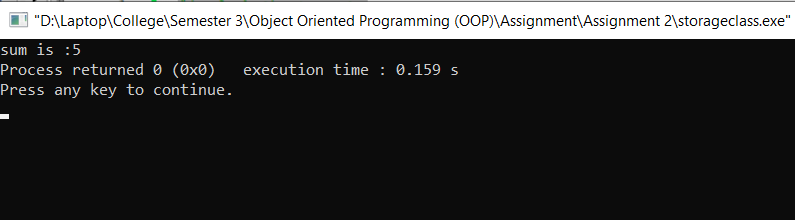 "D:\Laptop\College\Semester 3\Object Oriented Programming (OOP)\Assignment\Assignment 2\storageclass.exe"
sum is :5
Process returned 0 (0x0)   execution time : 0.159 s
Press any key to continue.